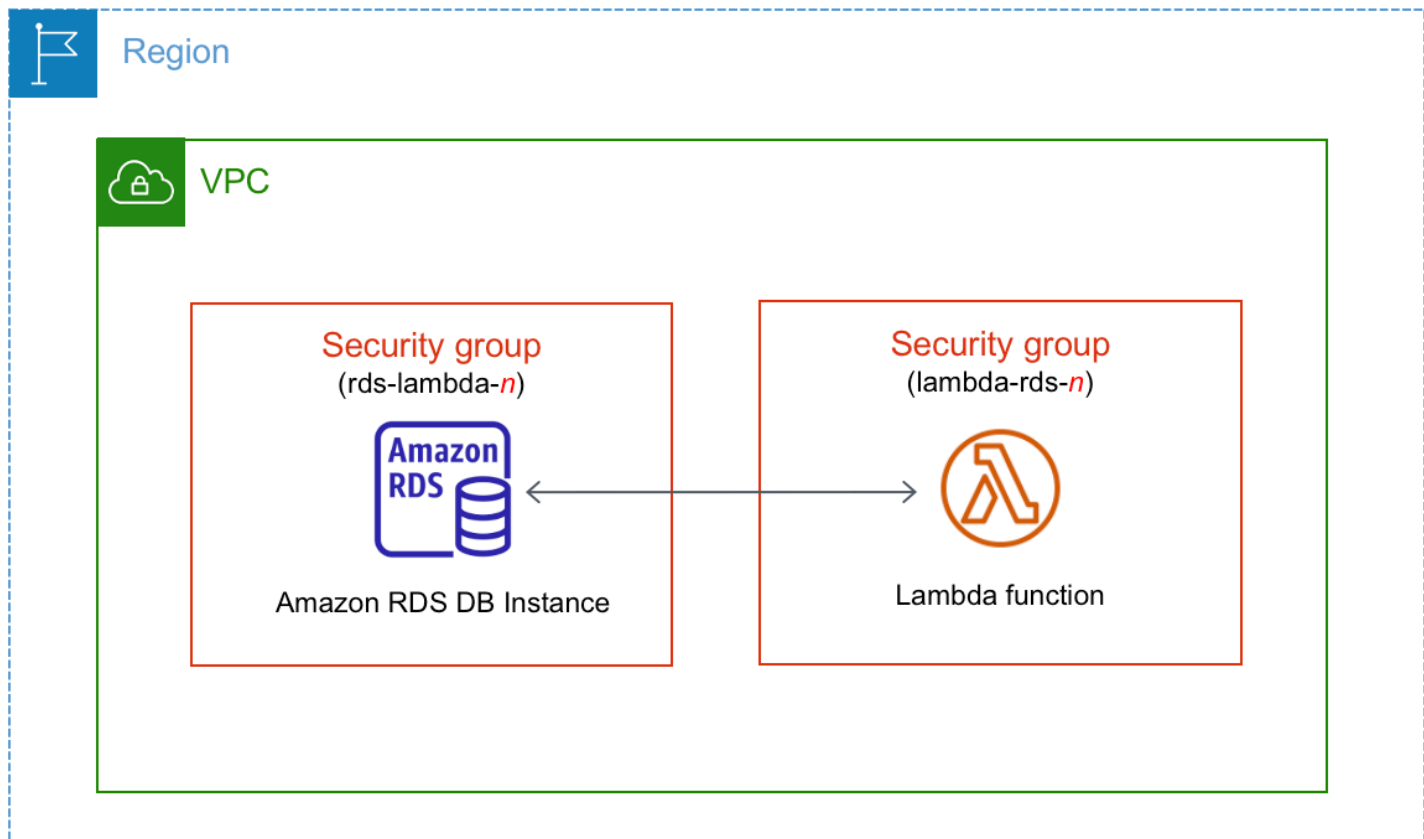 Region
VPC
Security group
(rds-lambda-n)
Amazon
RDS
Amazon RDS DB Instance
Security group
(lambda-rds-n)
Lambda function